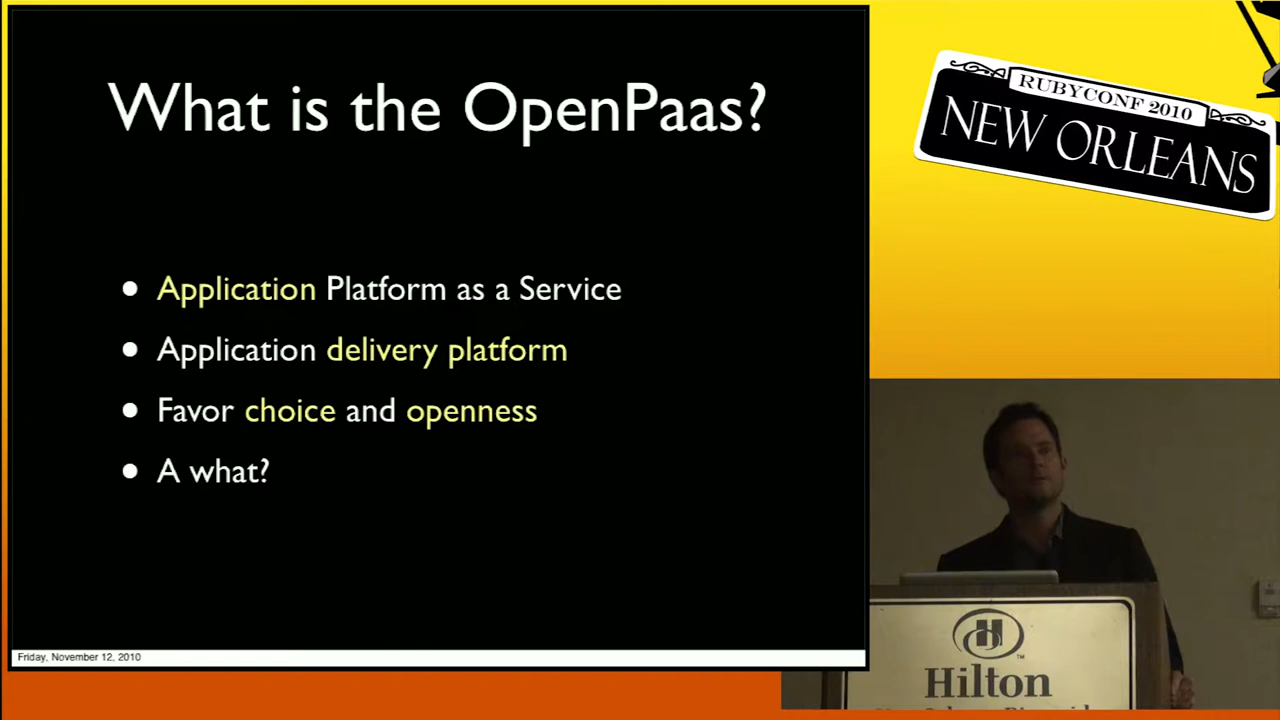 What is the OpenPaas?
Application Platform as a Service
Application delivery platform
Favor choice and openness
A what?
Friday, November 12, 2010
RUBYCONF 2010
NEW ORLEANS
Hilton